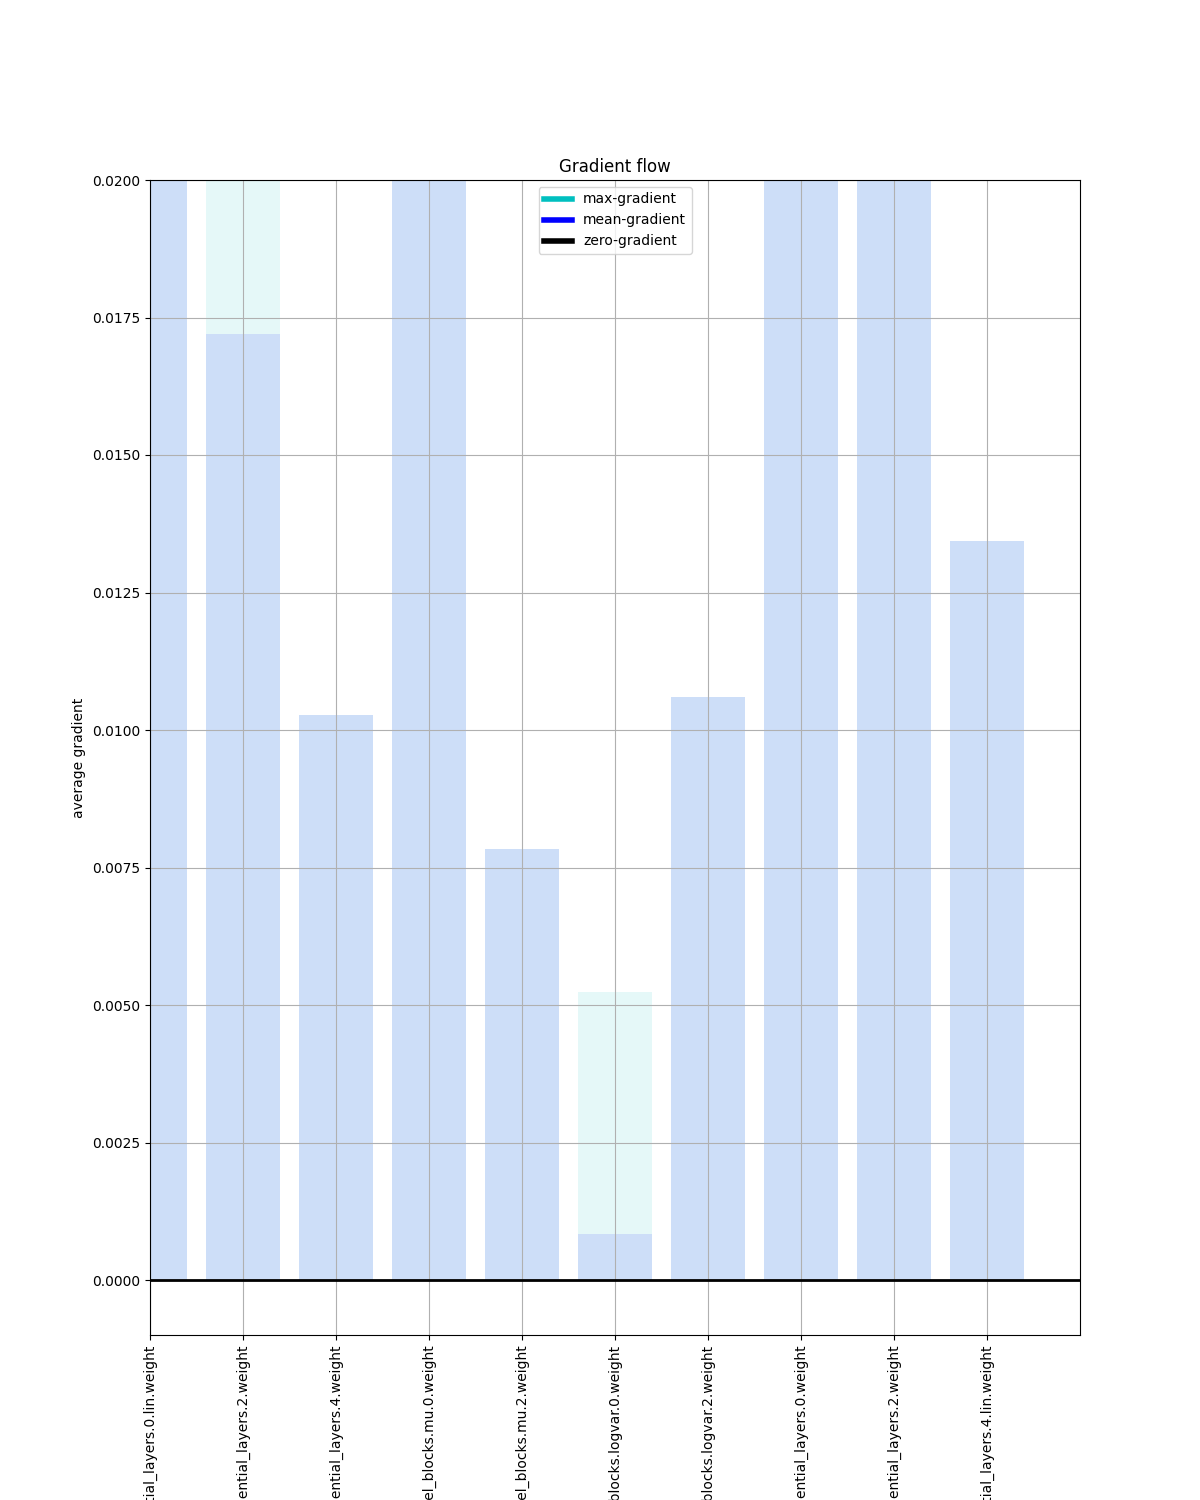 Gradient flow
max-gradient
mean-gradient
zero-gradient
0.0200
0.0175
0.0150
0.0125
0.0100
0.0075
0.0050
0.0025
0.0000
average gradient
tial_layers.0.lin.weight
ential_layers.2.weight
ential_layers.4.weight
el_blocks.mu.0.weight
el_blocks.mu.2.weight
blocks.logvar.0.weight
blocks.logvar.2.weight
ential_layers.0.weight
ential_layers.2.weight
tial_layers.4.lin.weight